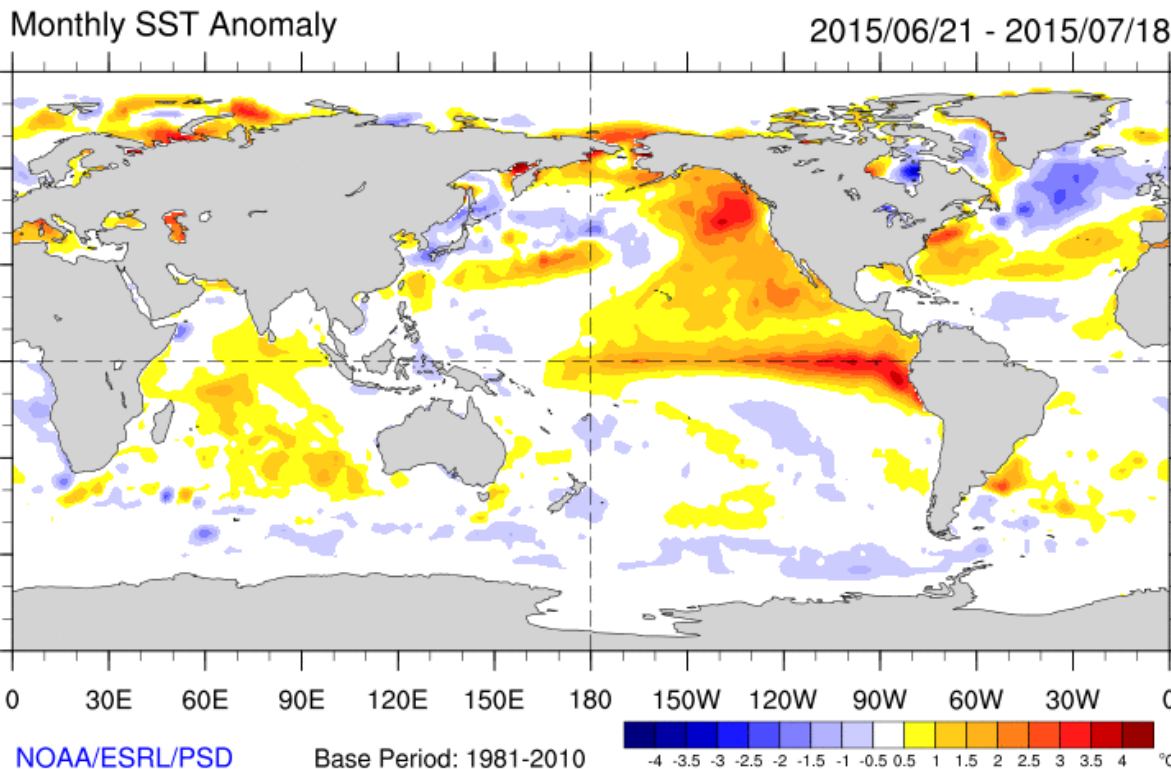 Monthly SST Anomaly 2015/06/21 - 2015/07/18
0 30E 60E 90E 120E 150E 180 150W 120W 90W 60W 30W 0
-4 -3.5 -3 -2.5 -2 -1.5 -1 -0.5 0.5 1 1.5 2 2.5 3 3.5 4
NOAA/ESRL/PSD Base Period: 1981-2010